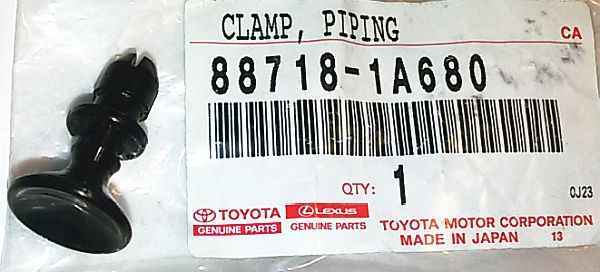 CLAMP, PIPING
CA
88718-1A680
QTY: 1
0J23
TOYOTA LEXUS
GENUINE PARTS GENUINE PARTS
TOYOTA MOTOR CORPORATION
MADE IN JAPAN 13